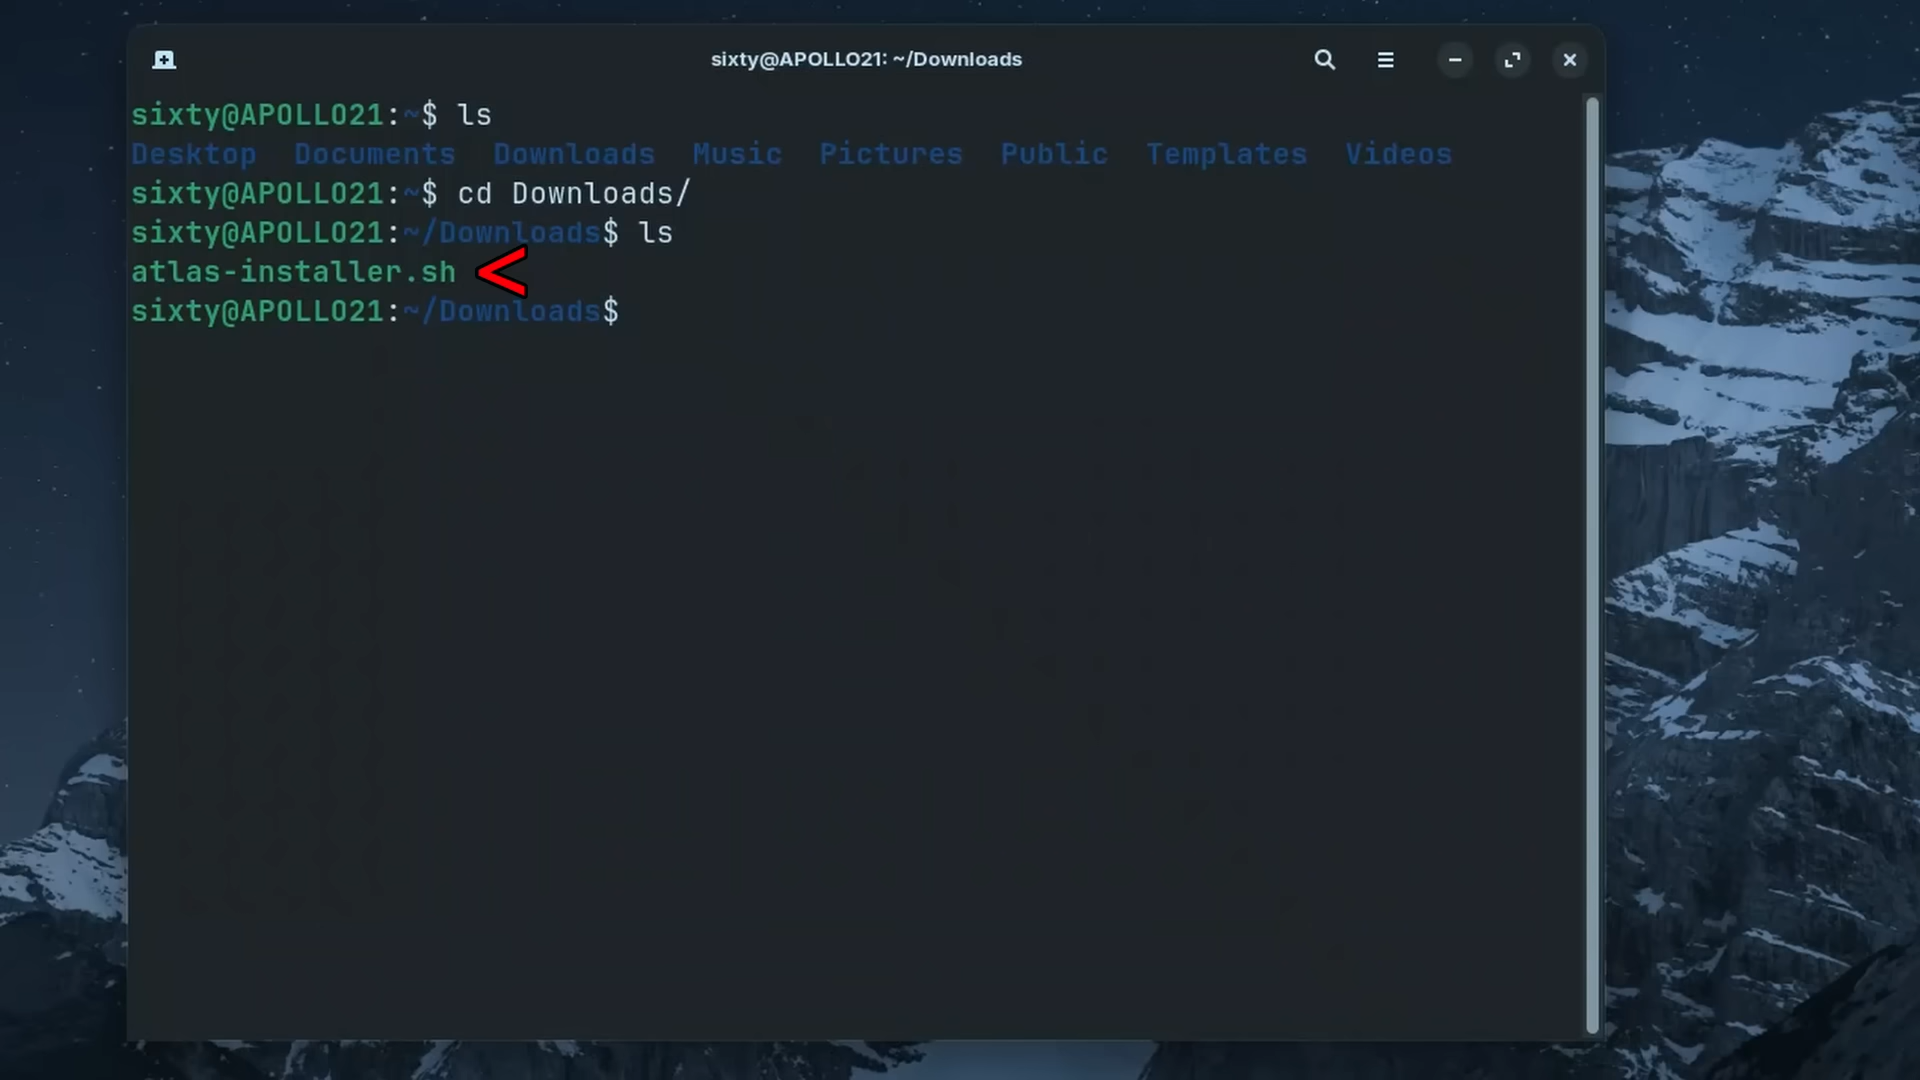 sixty@APOLLO21: ~/Downloads
sixty@APOLLO21:~$ ls
Desktop Documents Downloads Music Pictures Public Templates Videos
sixty@APOLLO21:~$ cd Downloads/
sixty@APOLLO21:~/Downloads$ ls
atlas-installer.sh
sixty@APOLLO21:~/Downloads$